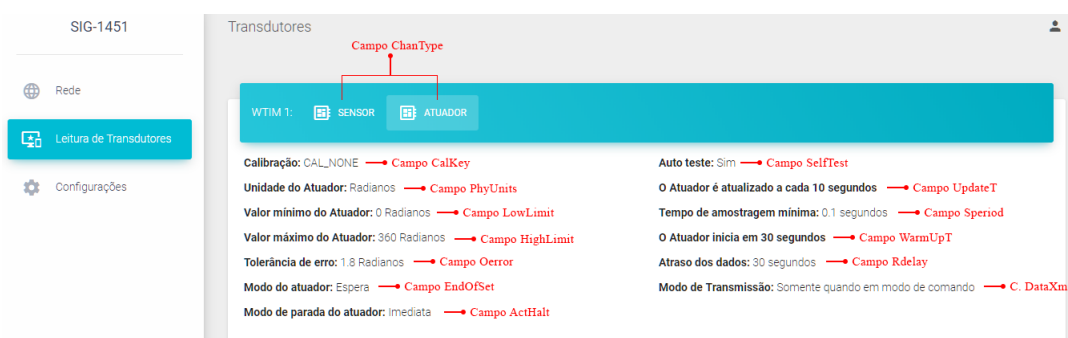 SIG-1451
Transdutores
Campo ChanType
Rede
WTIM 1: SENSOR ATUADOR
Leitura de Transdutores
Calibração: CAL_NONE Campo CalKey
Auto teste: Sim Campo SelfTest
Configurações
Unidade do Atuador: Radianos Campo PhyUnits
O Atuador é atualizado a cada 10 segundos Campo UpdateT
Valor mínimo do Atuador: 0 Radianos Campo LowLimit
Tempo de amostragem mínima: 0.1 segundos Campo Speriod
Valor máximo do Atuador: 360 Radianos Campo HighLimit
O Atuador inicia em 30 segundos Campo WarmUpT
Tolerância de erro: 1.8 Radianos Campo Oerror
Atraso dos dados: 30 segundos Campo Rdelay
Modo do atuador: Espera Campo EndOfSet
Modo de Transmissão: Somente quando em modo de comando C. DataXm
Modo de parada do atuador: Imediata Campo ActHalt